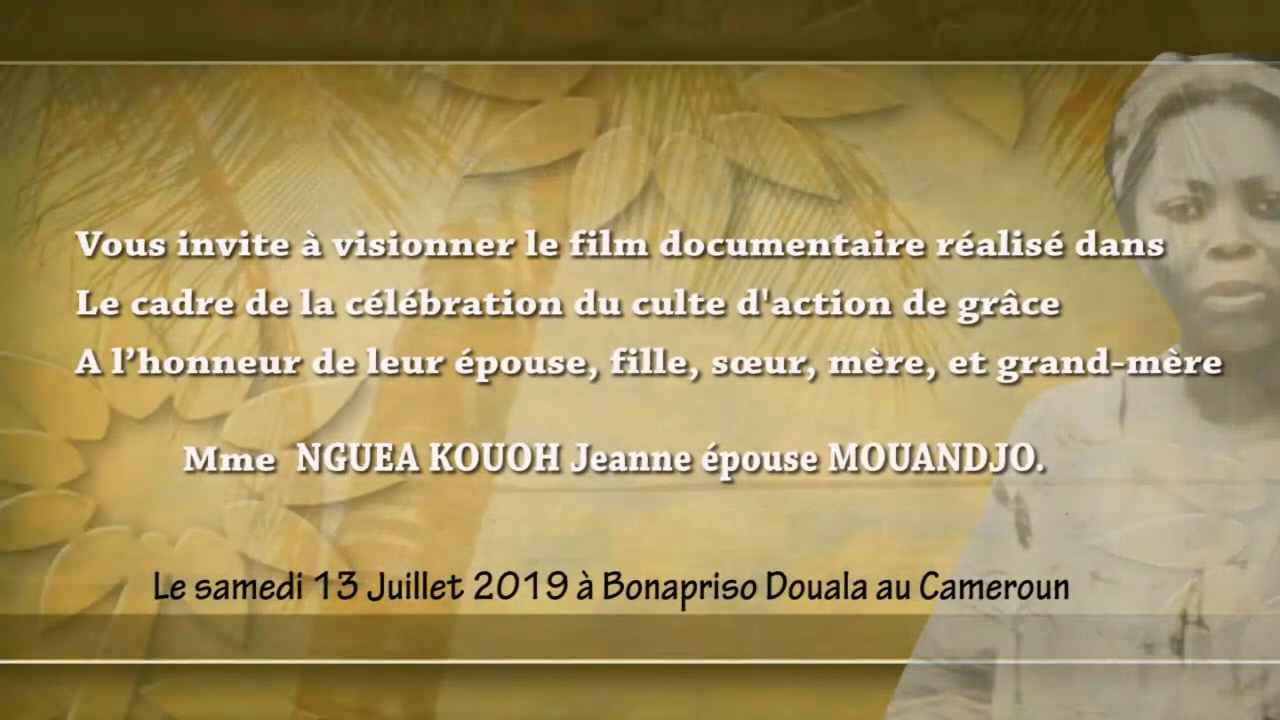 Vous invite à visionner le film documentaire réalisé dans
Le cadre de la célébration du culte d'action de grâce
A l’honneur de leur épouse, fille, sœur, mère, et grand-mère
Mme NGUEA KOUOH Jeanne épouse MOUANDJO.
Le samedi 13 Juillet 2019 à Bonapriso Douala au Cameroun